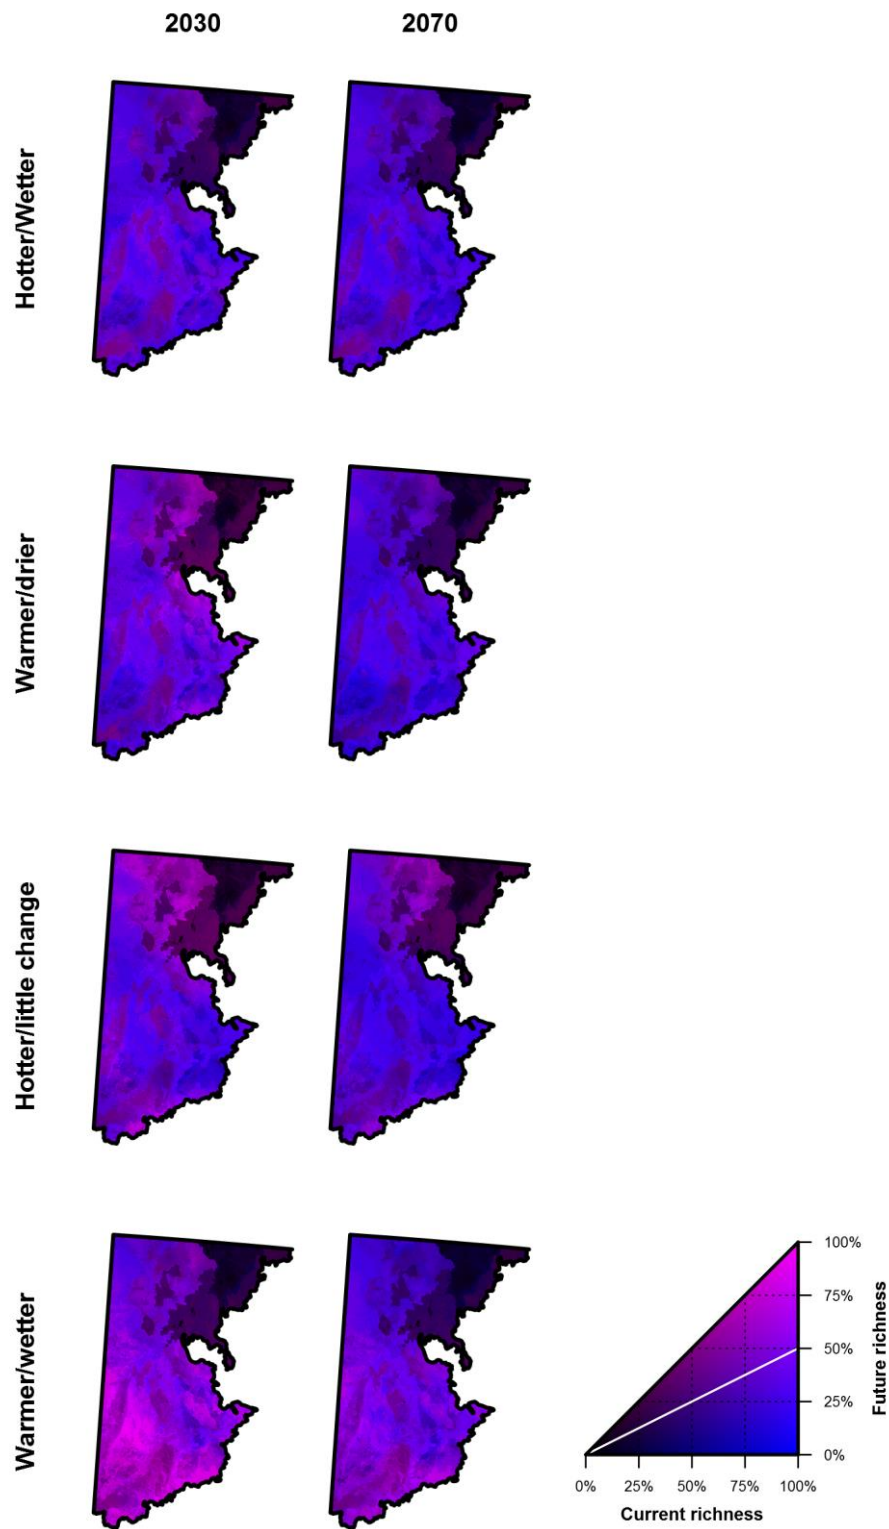 2030 2070
Hotter/Wetter
Warmer/drier
Hotter/little change
Warmer/wetter
100%
75%
50%
25%
0%
Future richness
0% 25% 50% 75% 100%
Current richness